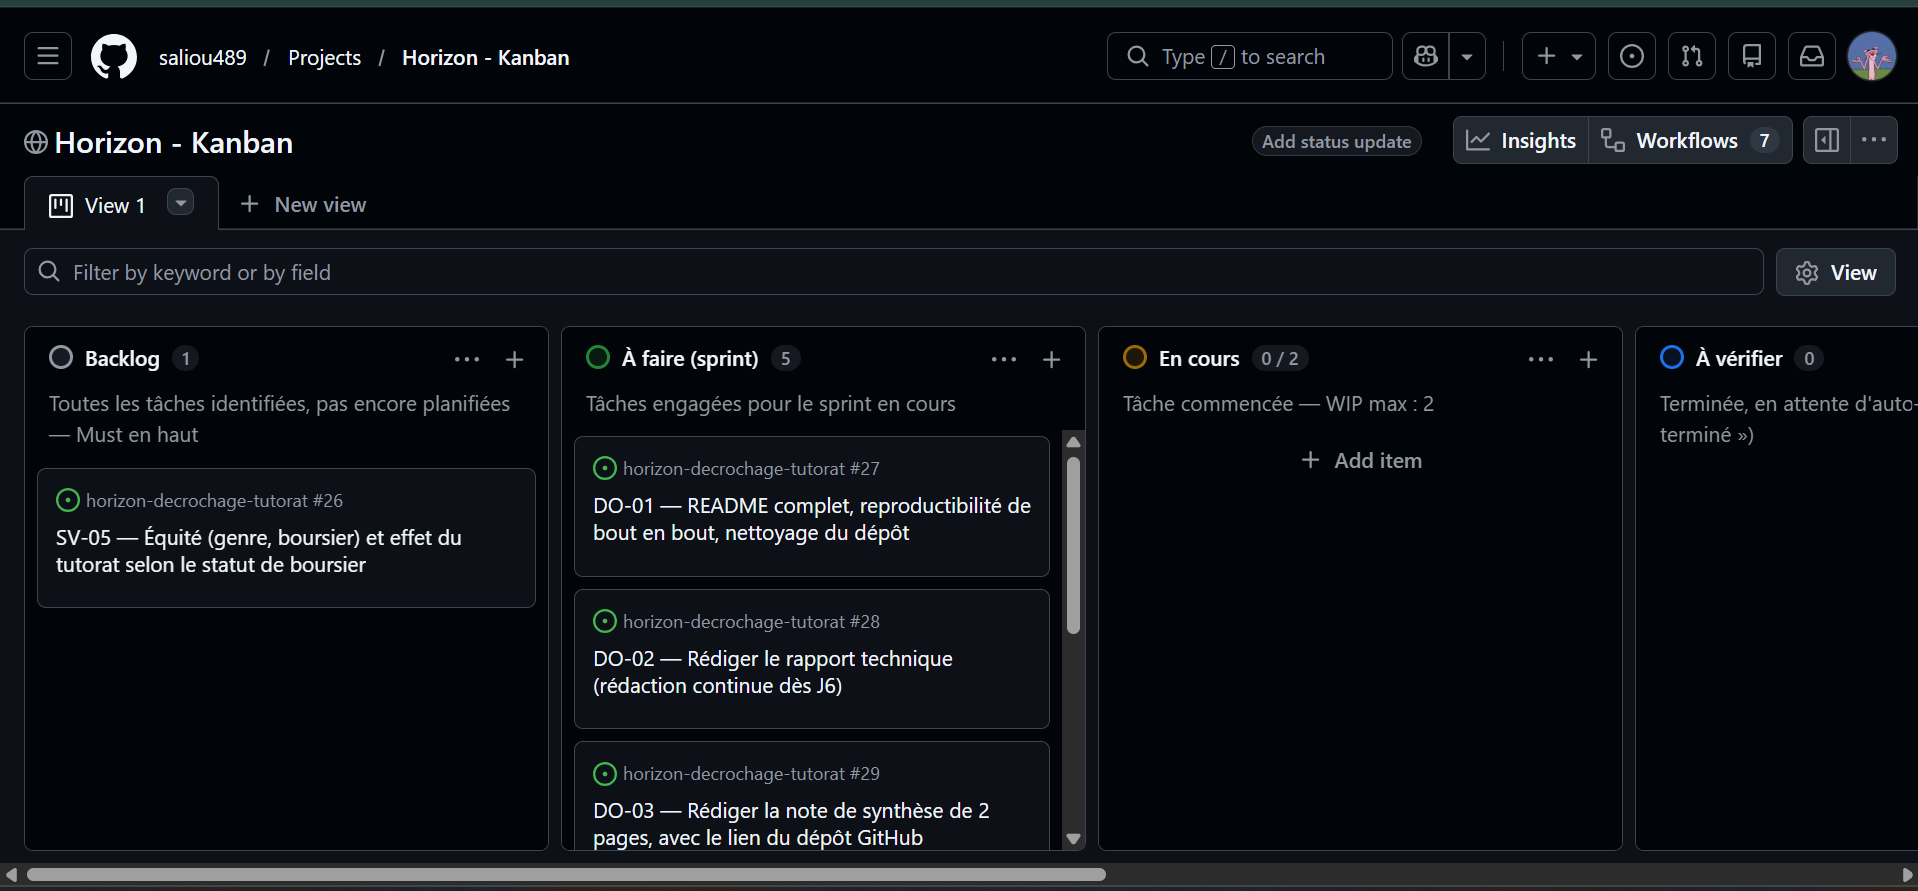 saliou489 / Projects / Horizon - Kanban
Type / to search
Horizon - Kanban
Add status update
Insights
Workflows 7
View 1
New view
Filter by keyword or by field
View
Backlog 1
Toutes les tâches identifiées, pas encore planifiées
— Must en haut
horizon-decrochage-tutorat #26
SV-05 — Équité (genre, boursier) et effet du
tutorat selon le statut de boursier
À faire (sprint) 5
Tâches engagées pour le sprint en cours
horizon-decrochage-tutorat #27
DO-01 — README complet, reproductibilité de
bout en bout, nettoyage du dépôt
horizon-decrochage-tutorat #28
DO-02 — Rédiger le rapport technique
(rédaction continue dès J6)
horizon-decrochage-tutorat #29
DO-03 — Rédiger la note de synthèse de 2
pages, avec le lien du dépôt GitHub
En cours 0 / 2
Tâche commencée — WIP max : 2
Add item
À vérifier 0
Terminée, en attente d'auto-
terminé »)